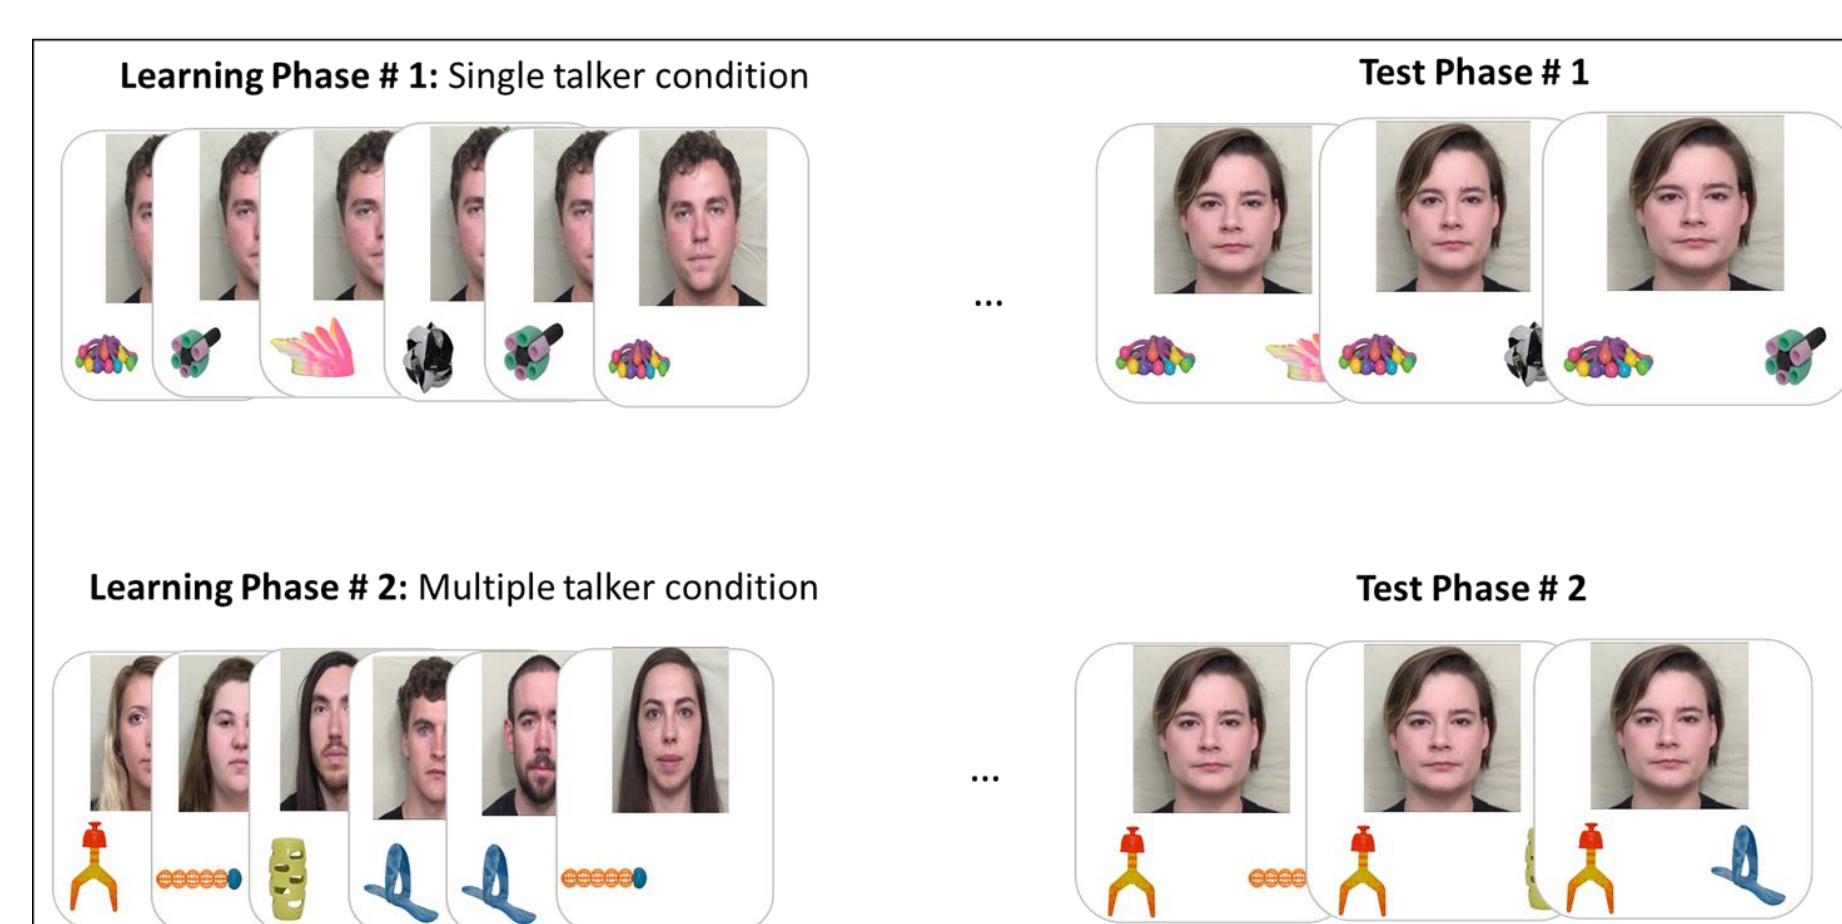 Learning Phase # 1: Single talker condition
Test Phase # 1
...
Learning Phase # 2: Multiple talker condition
Test Phase # 2
...